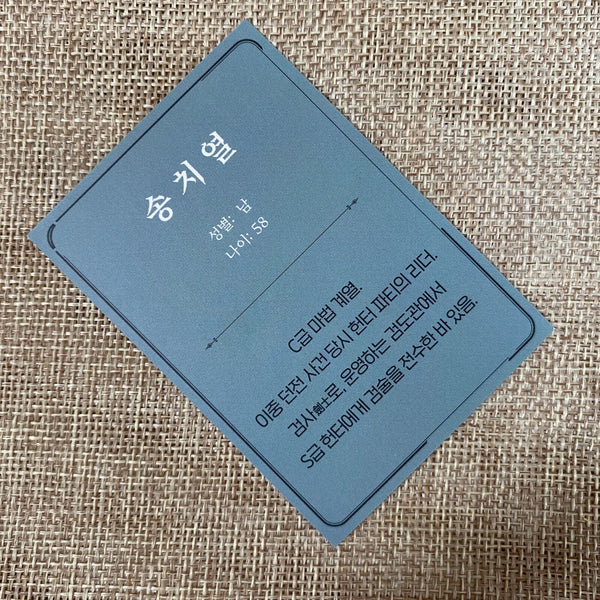 송치열
성별: 남
나이: 58
C급 마법 계열.
이중 던전 사건 당시 헌터 파티의 리더.
검사劍士로, 운영하는 검도관에서
S급 헌터에게 검술을 전수한 바 있음.